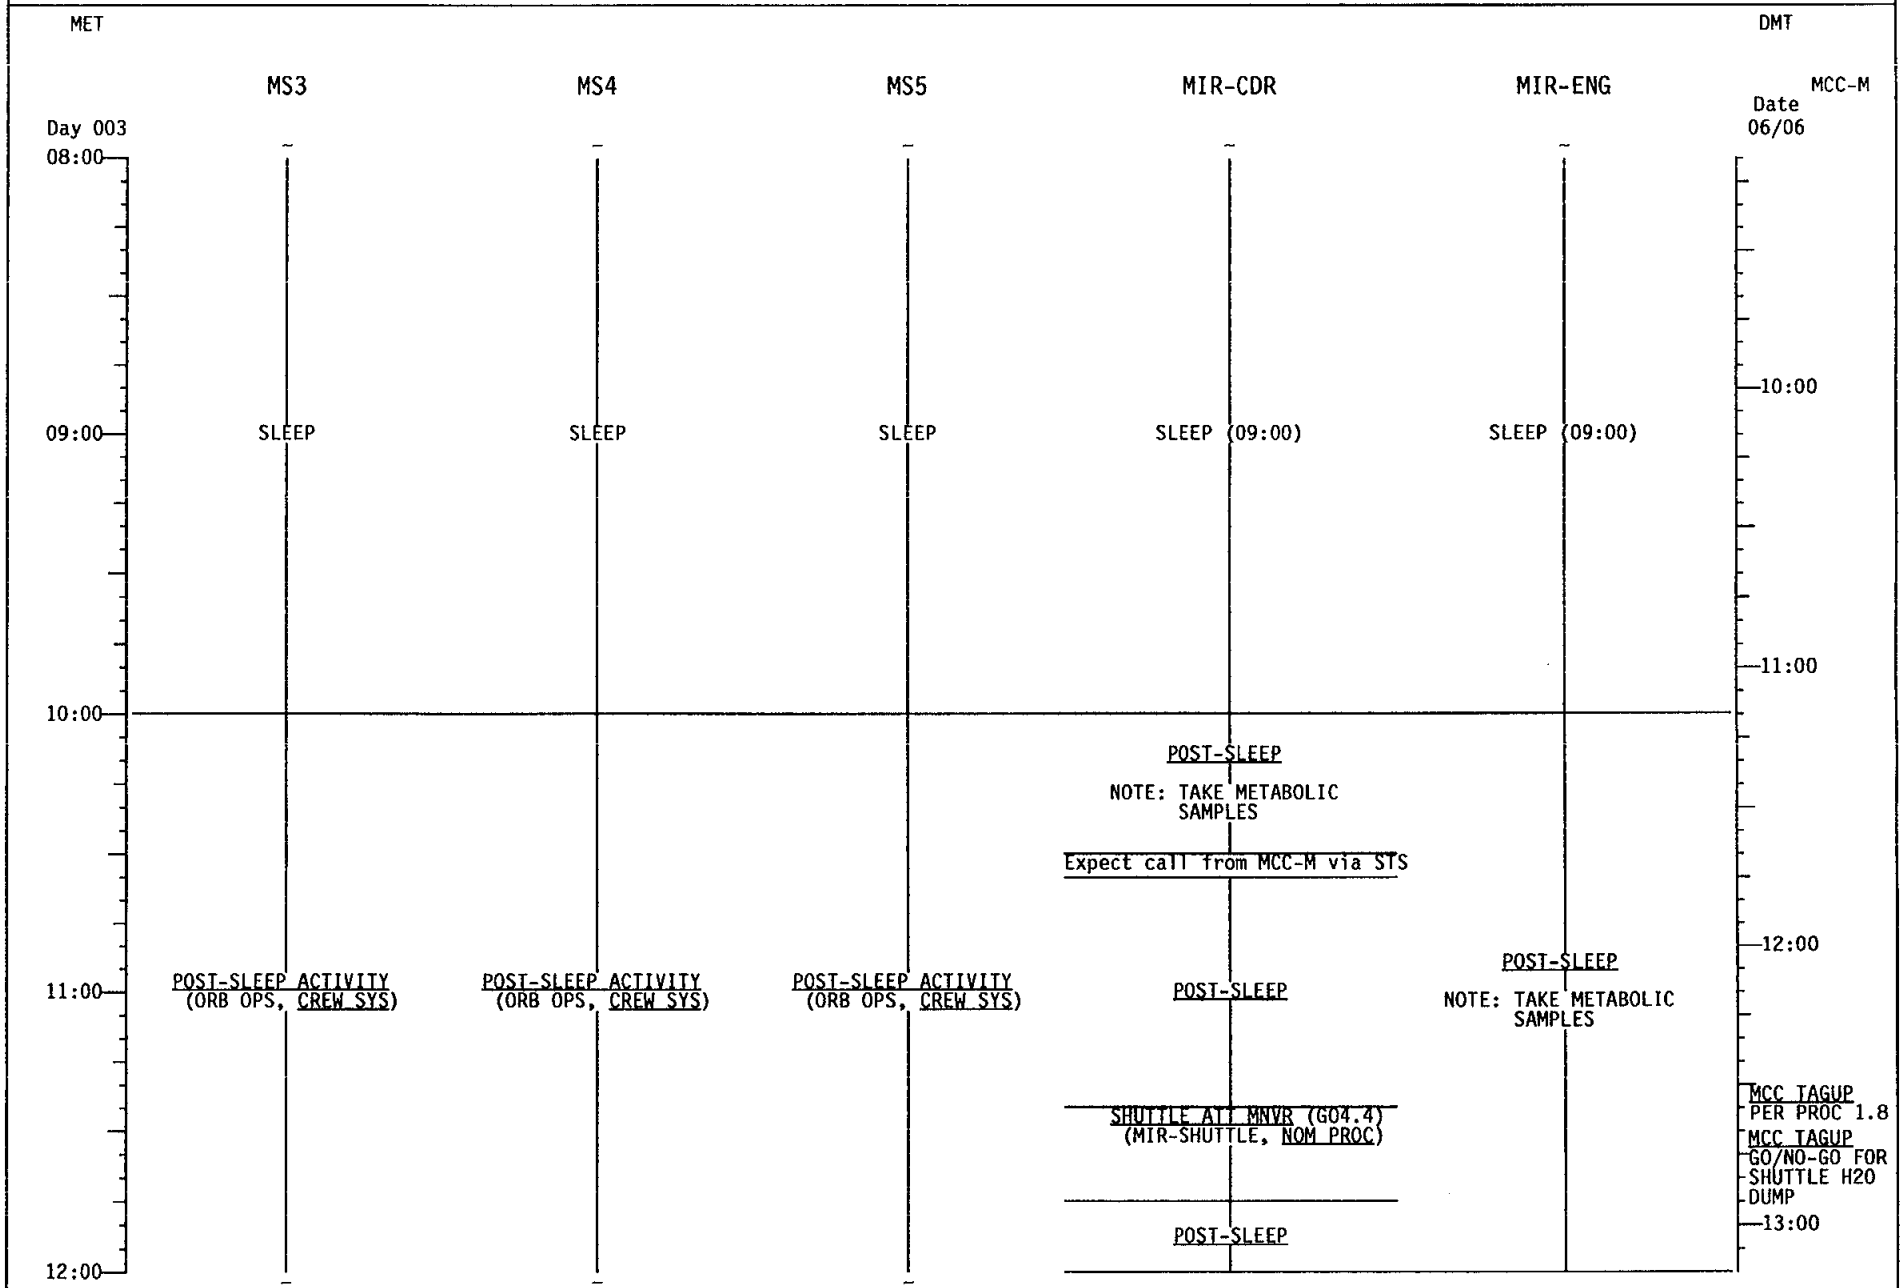 MET
DMT
MS3
MS4
MS5
MIR-CDR
MIR-ENG
MCC-M
Date
06/06
Day 003
08:00
10:00
09:00
SLEEP
SLEEP
SLEEP
SLEEP (09:00)
SLEEP (09:00)
11:00
10:00
POST-SLEEP
NOTE: TAKE METABOLIC
SAMPLES
Expect call from MCC-M via STS
12:00
POST-SLEEP
NOTE: TAKE METABOLIC
SAMPLES
11:00
POST-SLEEP ACTIVITY
(ORB OPS, CREW SYS)
POST-SLEEP ACTIVITY
(ORB OPS, CREW SYS)
POST-SLEEP ACTIVITY
(ORB OPS, CREW SYS)
POST-SLEEP
SHUTTLE ATT MNVR (GO4.4)
(MIR-SHUTTLE, NOM PROC)
MCC TAGUP
PER PROC 1.8
MCC TAGUP
GO/NO-GO FOR
SHUTTLE H20
DUMP
13:00
POST-SLEEP
12:00